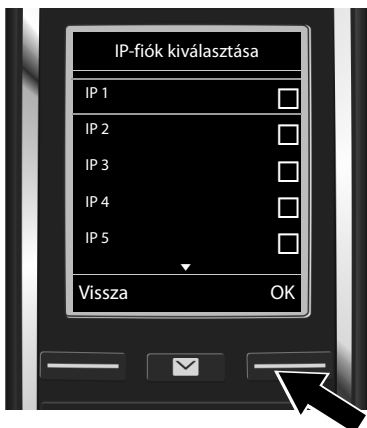 IP-fiók kiválasztása
IP 1
IP 2
IP 3
IP 4
IP 5
Vissza OK